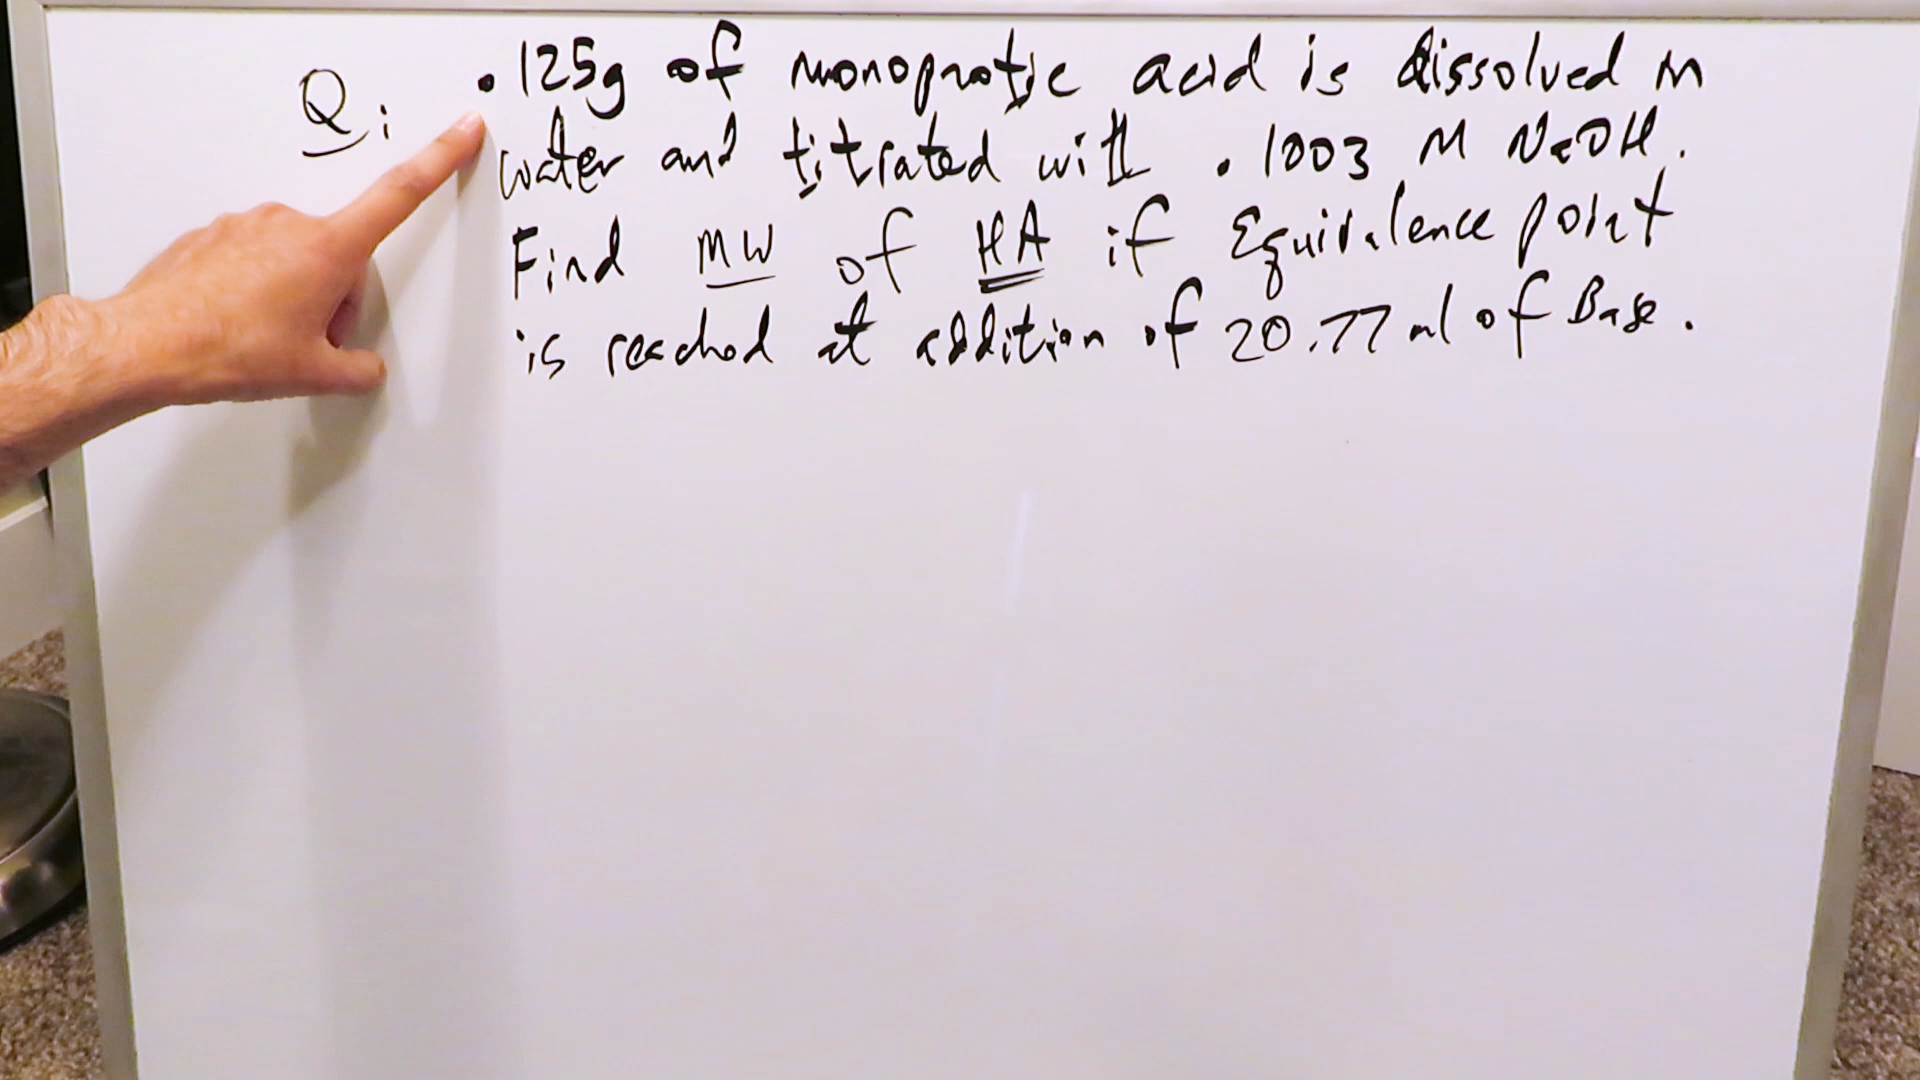 Q: .125g of monoprotic acid is dissolved in
water and titrated with .1003 M NaOH.
Find MW of HA if Equivalence point
is reached at addition of 20.77 ml of Base.